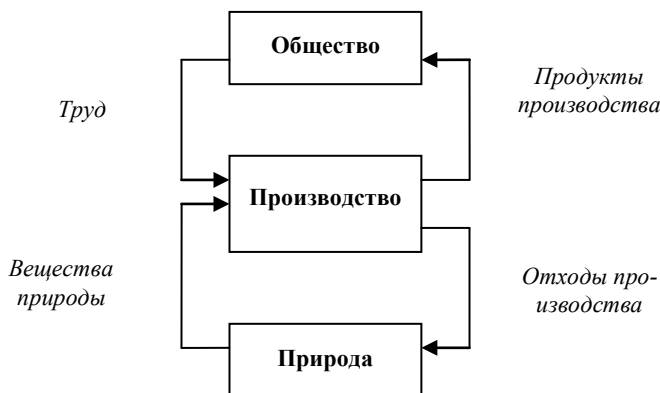 Общество
Труд
Продукты
производства
Производство
Вещества
природы
Отходы про-
изводства
Природа